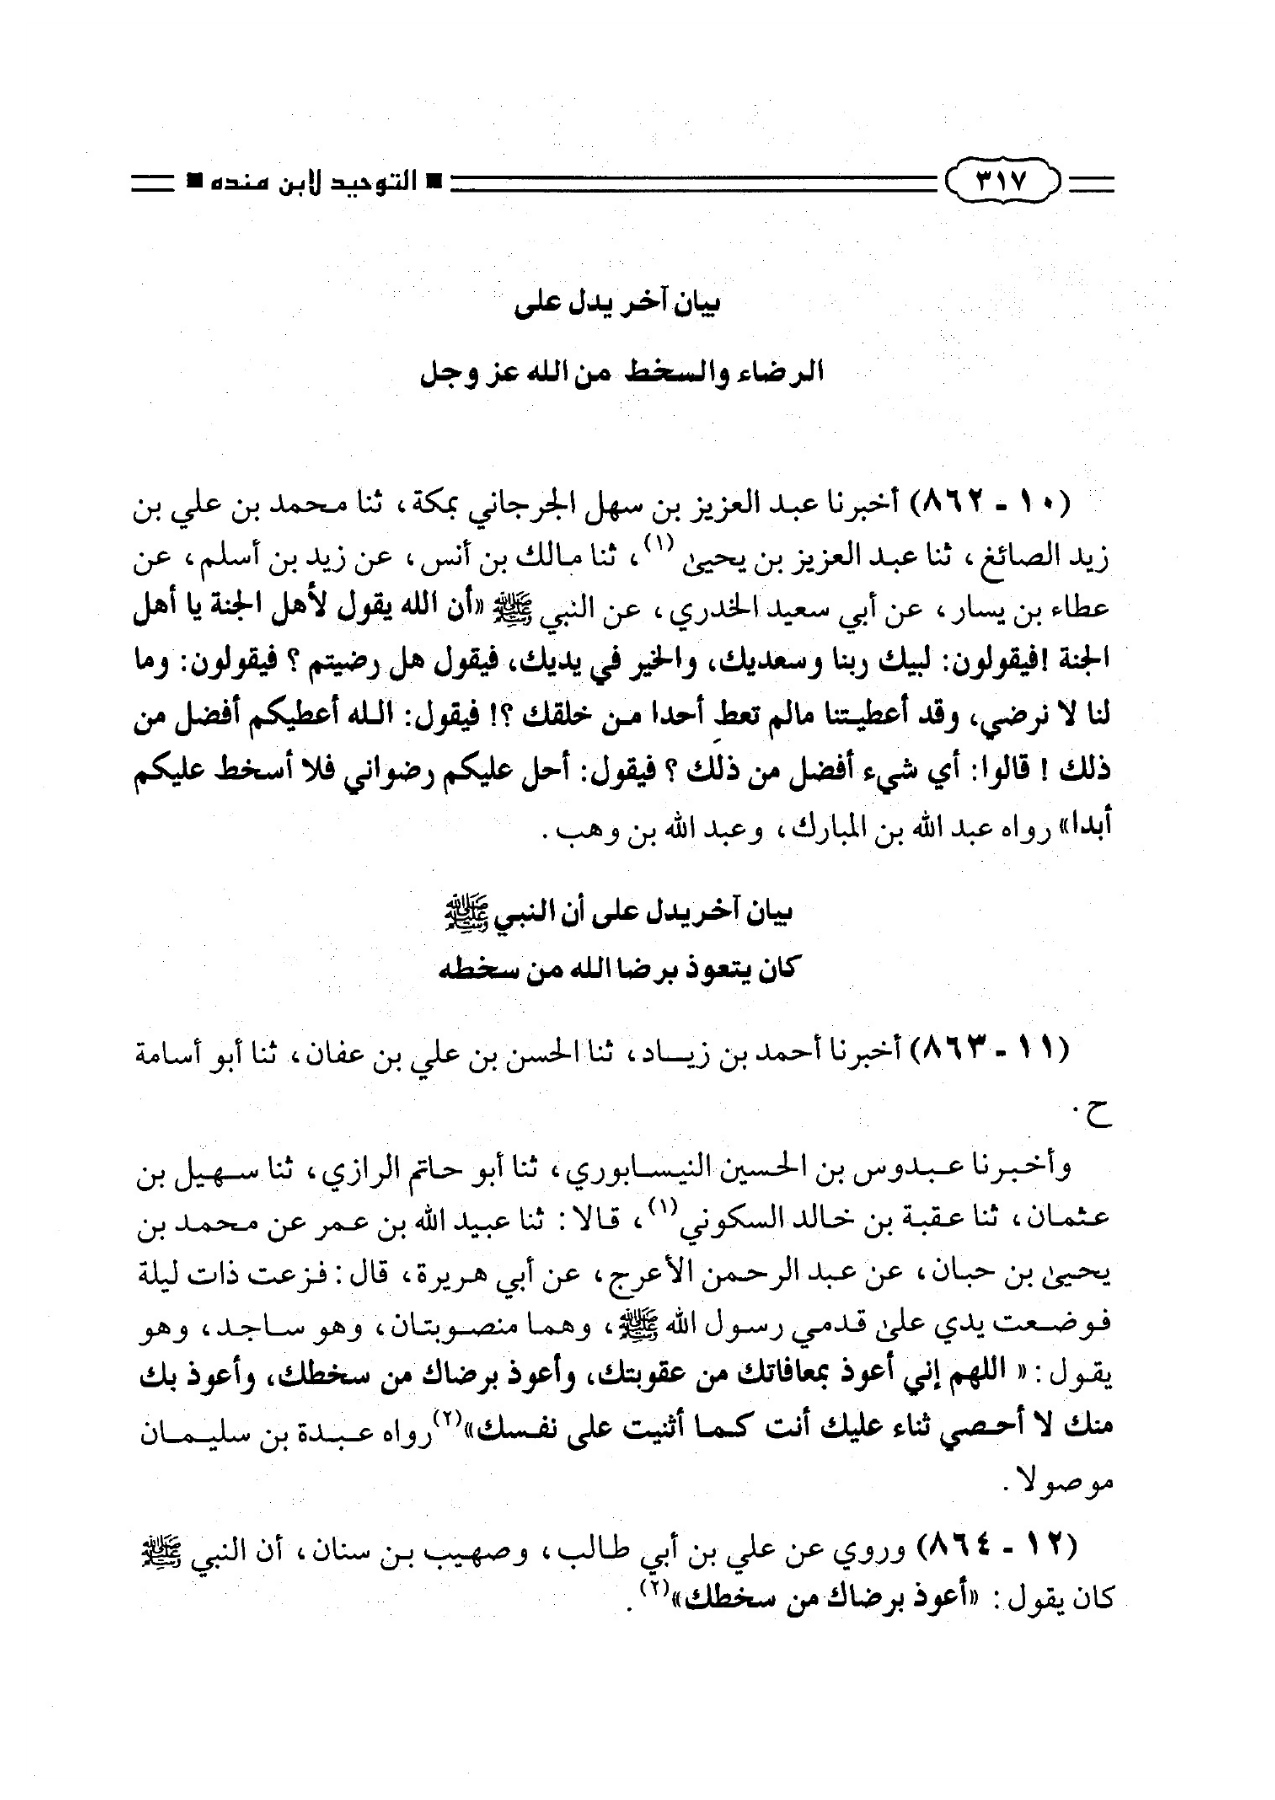 ٣١٧
■ التوحيد لابن منده ■
بيان آخر يدل على
الرضاء والسخط من الله عز وجل
(١٠ - ٨٦٢) أخبرنا عبد العزيز بن سهل الجرجاني بمكة، ثنا محمد بن علي بن
زيد الصائغ، ثنا عبد العزيز بن يحيىٰ (١)، ثنا مالك بن أنس، عن زيد بن أسلم، عن
عطاء بن يسار، عن أبي سعيد الخدري، عن النبي ﷺ «أن الله يقول لأهل الجنة يا أهل
الجنة !فيقولون: لبيك ربنا وسعديك، والخير في يديك، فيقول هل رضيتم ؟ فيقولون: وما
لنا لا نرضي، وقد أعطيتنا مالم تعط أحدا من خلقك ؟! فيقول: الله أعطيكم أفضل من
ذلك ! قالوا: أي شيء أفضل من ذلك ؟ فيقول: أحل عليكم رضواني فلا أسخط عليكم
أبدا» رواه عبد الله بن المبارك، وعبد الله بن وهب.
بيان آخر يدل على أن النبي ﷺ
كان يتعوذ برضا الله من سخطه
(١١ - ٨٦٣) أخبرنا أحمد بن زياد، ثنا الحسن بن علي بن عفان، ثنا أبو أسامة
ح.
وأخبرنا عبدوس بن الحسين النيسابوري، ثنا أبو حاتم الرازي، ثنا سهيل بن
عثمان، ثنا عقبة بن خالد السكوني(١)، قالا: ثنا عبيد الله بن عمر عن محمد بن
يحيىٰ بن حبان، عن عبد الرحمن الأعرج، عن أبي هريرة، قال: فزعت ذات ليلة
فوضعت يدي علىٰ قدمي رسول الله ﷺ، وهما منصوبتان، وهو ساجد، وهو
يقول: « اللهم إني أعوذ بمعافاتك من عقوبتك، وأعوذ برضاك من سخطك، وأعوذ بك
منك لا أحصي ثناء عليك أنت كما أثنيت على نفسك»(٢)رواه عبدة بن سليمان
موصولا.
(١٢ - ٨٦٤) وروي عن علي بن أبي طالب، وصهيب بن سنان، أن النبي ﷺ
كان يقول: «أعوذ برضاك من سخطك»(٢).